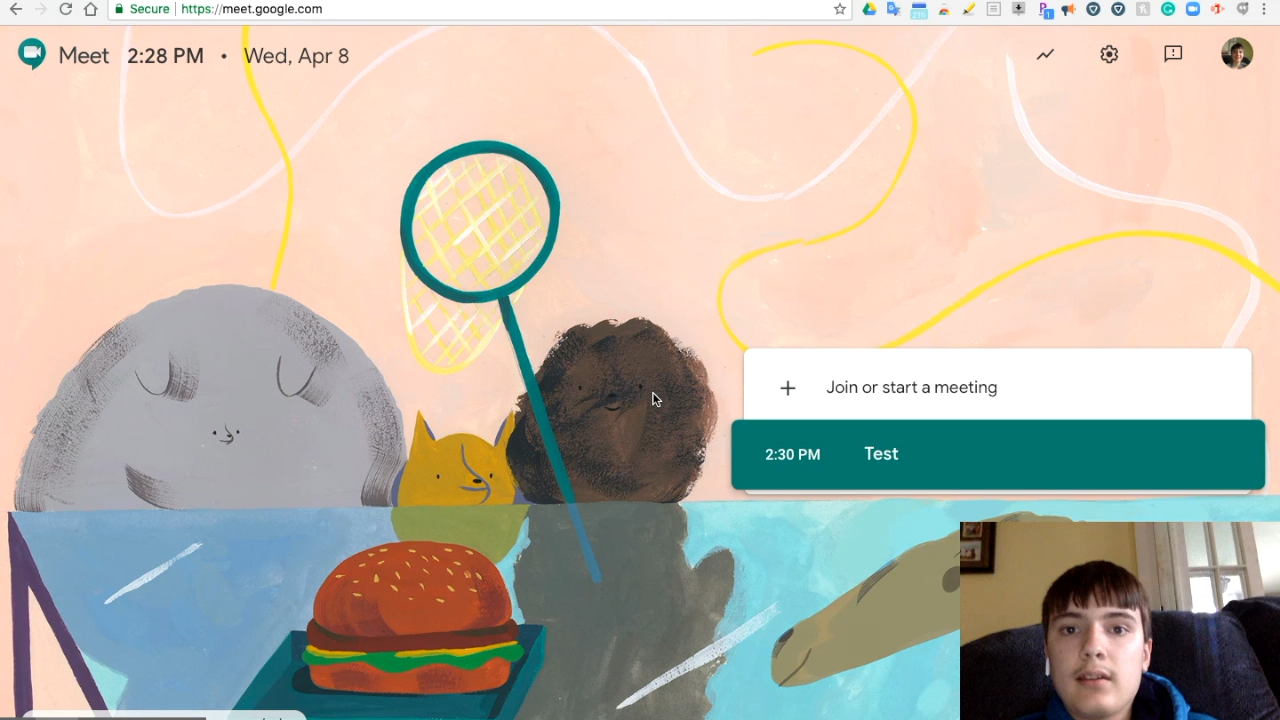 Secure https://meet.google.com
Meet 2:28 PM • Wed, Apr 8
Join or start a meeting
2:30 PM Test